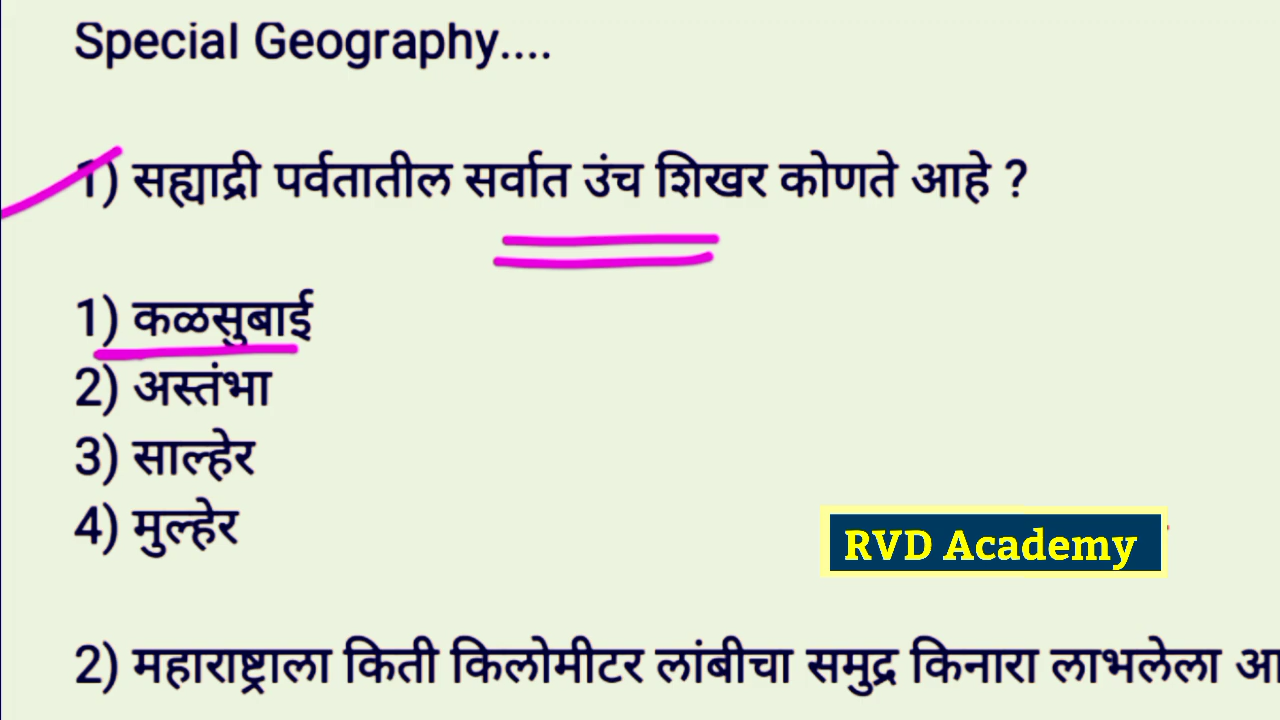 Special Geography....
1) सह्याद्री पर्वतातील सर्वात उंच शिखर कोणते आहे ?
1) कळसुबाई
2) अस्तंभा
3) साल्हेर
4) मुल्हेर
RVD Academy
2) महाराष्ट्राला किती किलोमीटर लांबीचा समुद्र किनारा लाभलेला